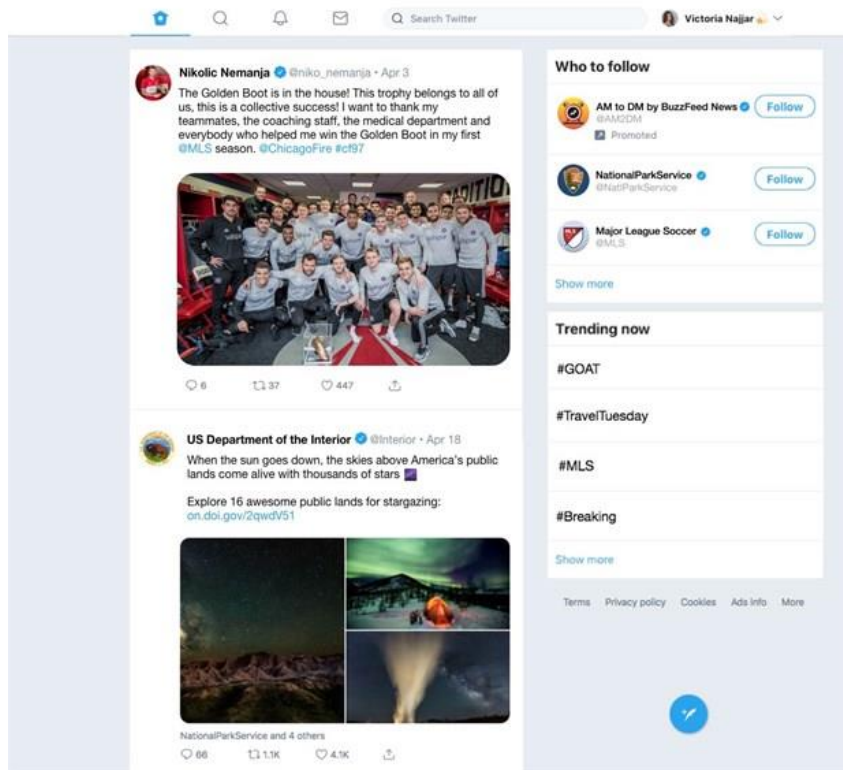 Search Twitter
Victoria Najjar
Nikolic Nemanja @niko_nemanja • Apr 3
The Golden Boot is in the house! This trophy belongs to all of
us, this is a collective success! I want to thank my
teammates, the coaching staff, the medical department and
everybody who helped me win the Golden Boot in my first
@MLS season. @ChicagoFire #cf97
6
37
447
US Department of the Interior @Interior • Apr 18
When the sun goes down, the skies above America's public
lands come alive with thousands of stars
Explore 16 awesome public lands for stargazing:
on.doi.gov/2qwdV51
NationalParkService and 4 others
66
1.1K
4.1K
Who to follow
AM to DM by BuzzFeed News
@AM2DM
Promoted
Follow
NationalParkService
@NatlParkService
Follow
Major League Soccer
@MLS
Follow
Show more
Trending now
#GOAT
#TravelTuesday
#MLS
#Breaking
Show more
Terms Privacy policy Cookies Ads info More